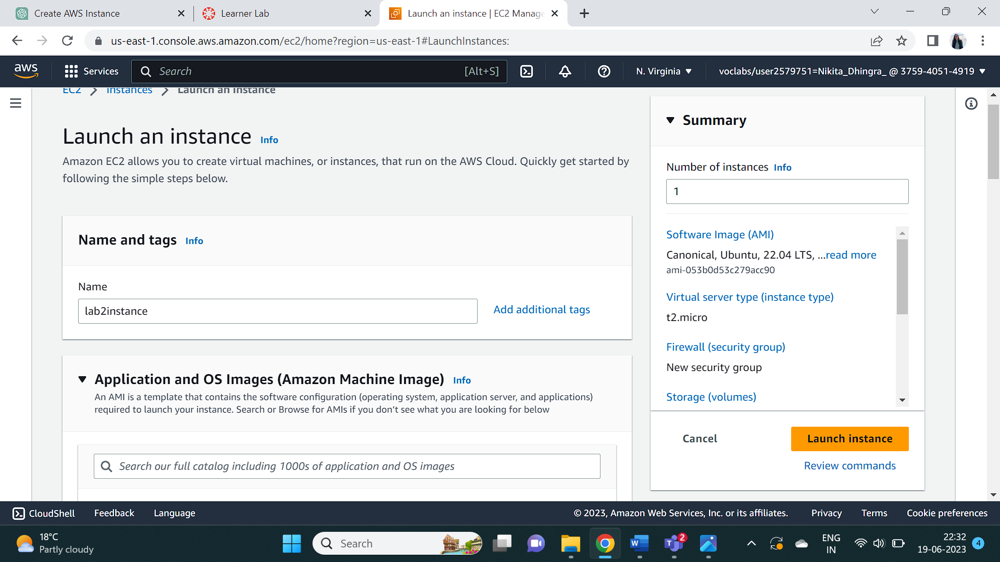 Create AWS Instance
Learner Lab
Launch an instance | EC2 Manage
us-east-1.console.aws.amazon.com/ec2/home?region=us-east-1#LaunchInstances:
aws
Services
Search
[Alt+S]
N. Virginia
voclabs/user2579751=Nikita_Dhingra_ @ 3759-4051-4919
EC2
Instances
Launch an instance
Launch an instance Info
Amazon EC2 allows you to create virtual machines, or instances, that run on the AWS Cloud. Quickly get started by
following the simple steps below.
Name and tags Info
Name
lab2instance
Add additional tags
Application and OS Images (Amazon Machine Image) Info
An AMI is a template that contains the software configuration (operating system, application server, and applications)
required to launch your instance. Search or Browse for AMIs if you don’t see what you are looking for below
Search our full catalog including 1000s of application and OS images
Summary
Number of instances Info
1
Software Image (AMI)
Canonical, Ubuntu, 22.04 LTS, ...read more
ami-053b0d53c279acc90
Virtual server type (instance type)
t2.micro
Firewall (security group)
New security group
Storage (volumes)
Cancel
Launch instance
Review commands
CloudShell
Feedback
Language
© 2023, Amazon Web Services, Inc. or its affiliates.
Privacy
Terms
Cookie preferences
18°C
Partly cloudy
Search
W
T
2
ENG
IN
22:32
19-06-2023
4